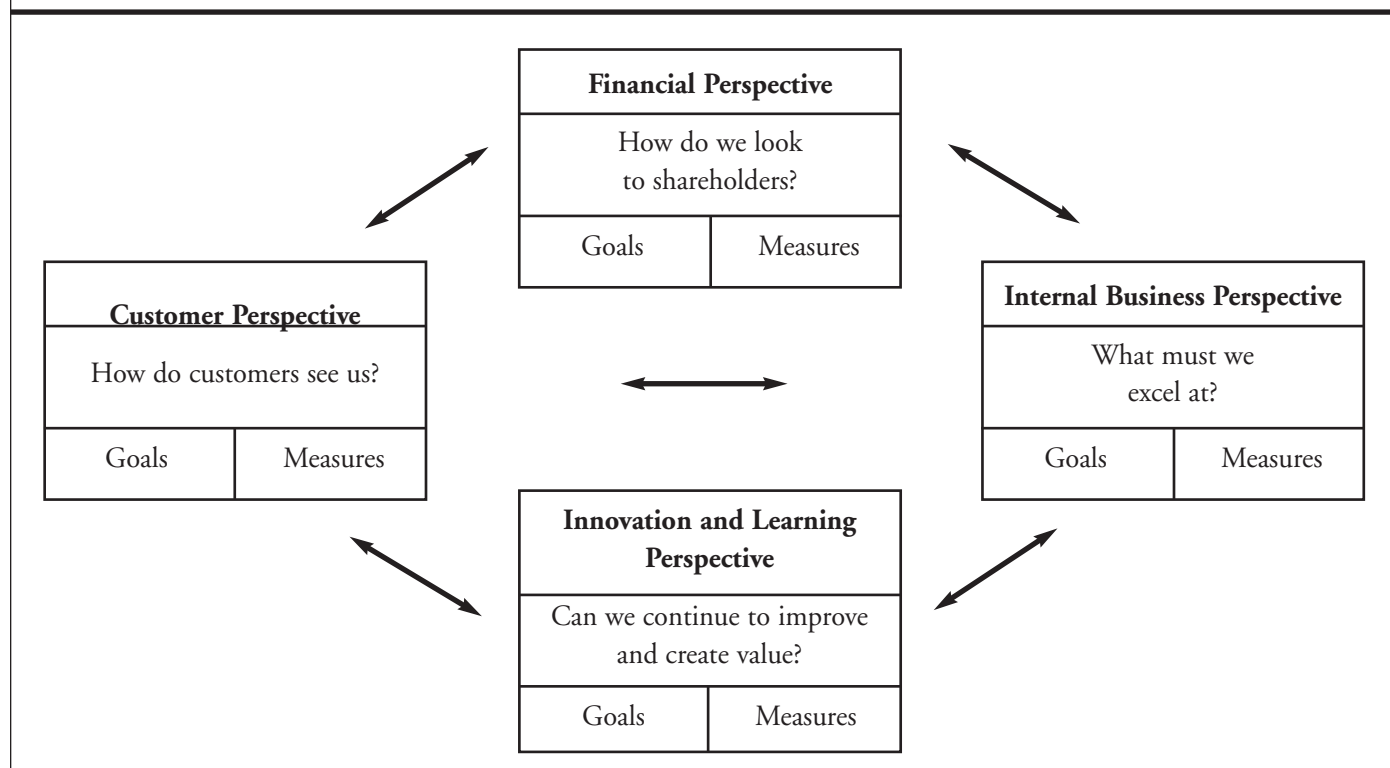 Financial Perspective
How do we look
to shareholders?
Goals Measures
Customer Perspective
How do customers see us?
Goals Measures
Internal Business Perspective
What must we
excel at?
Goals Measures
Innovation and Learning
Perspective
Can we continue to improve
and create value?
Goals Measures